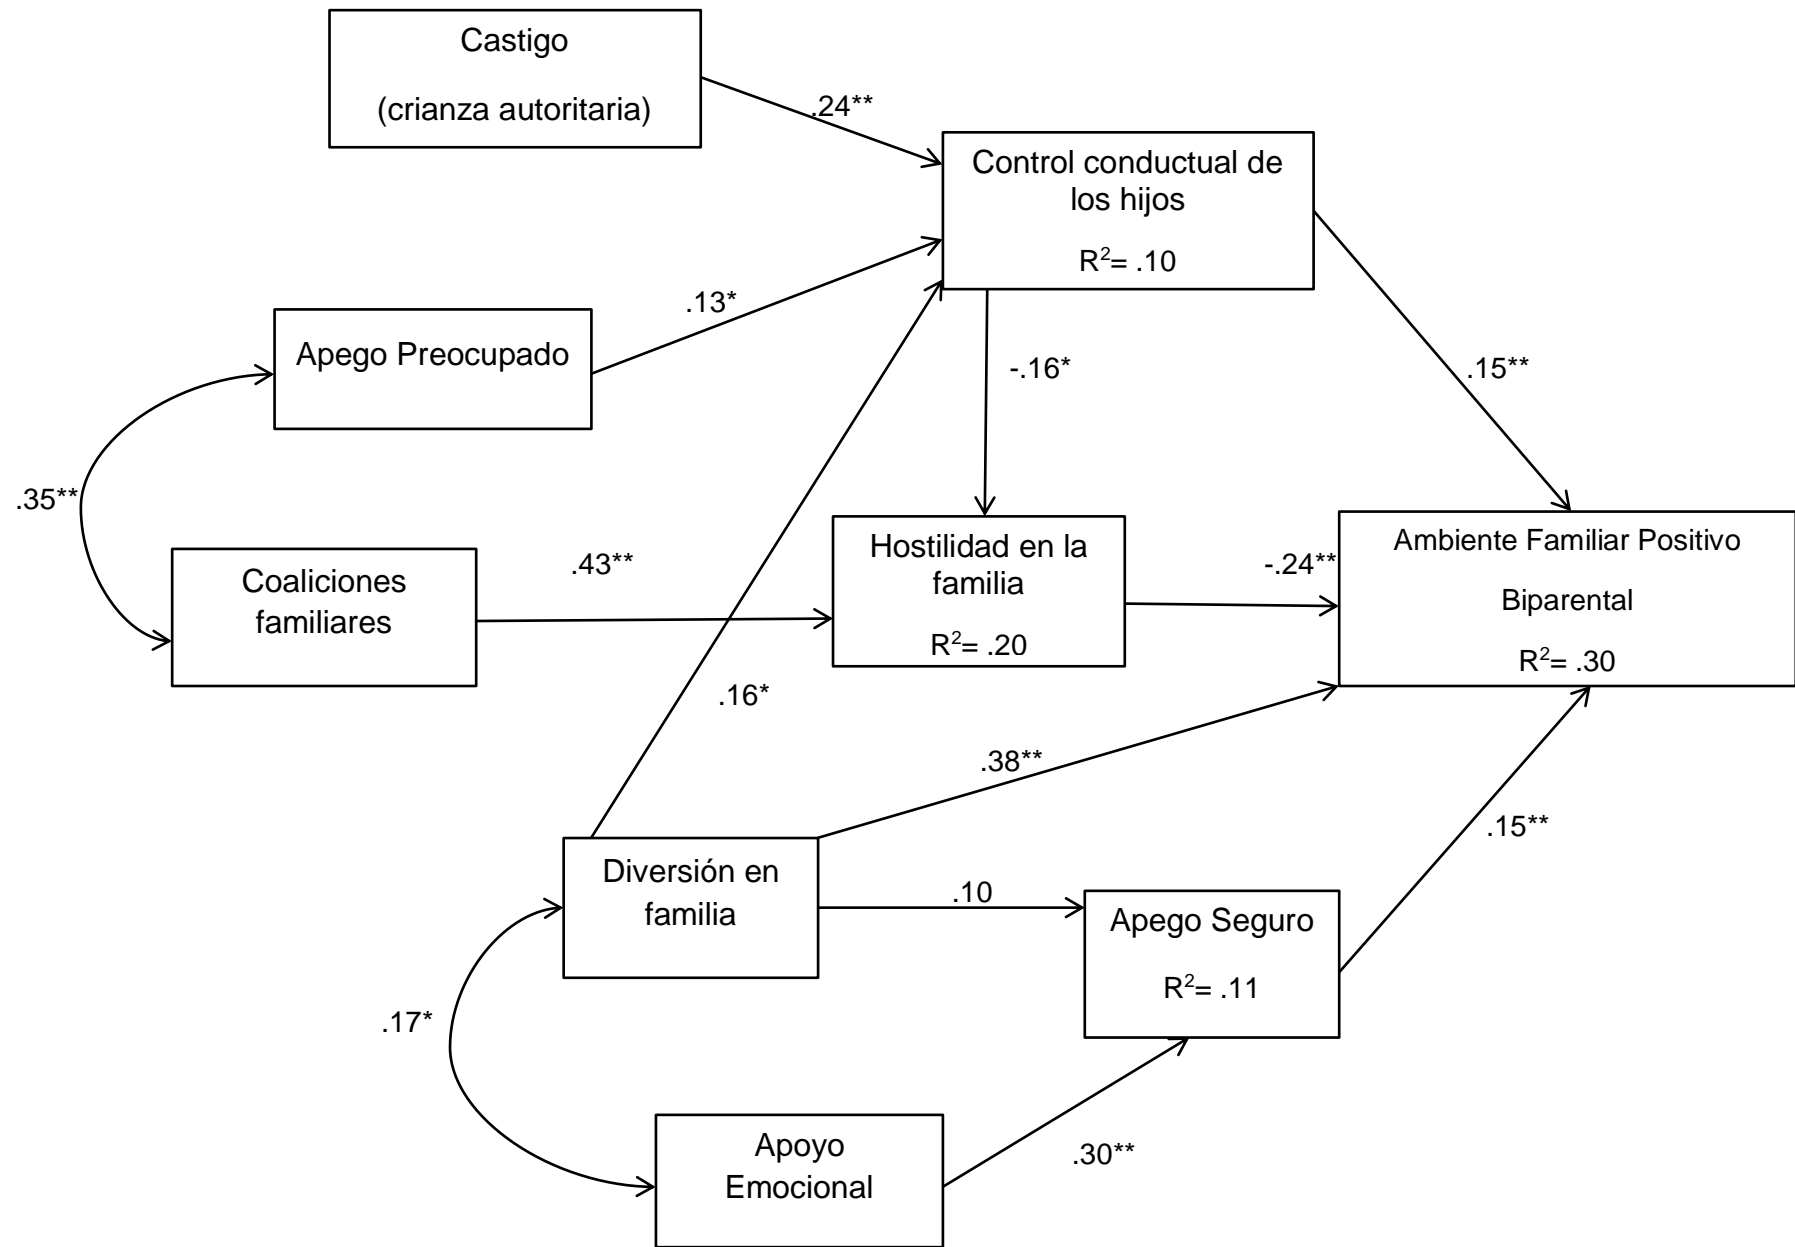 Castigo
(crianza autoritaria)
.24**
Control conductual de
los hijos
R²= .10
.13*
Apego Preocupado
-.16*
.15**
.35**
Coaliciones
familiares
.43**
Hostilidad en la
familia
R²= .20
-.24**
Ambiente Familiar Positivo
Biparental
R²= .30
.16*
.38**
.15**
Diversión en
familia
.10
Apego Seguro
R²= .11
.17*
Apoyo
Emocional
.30**